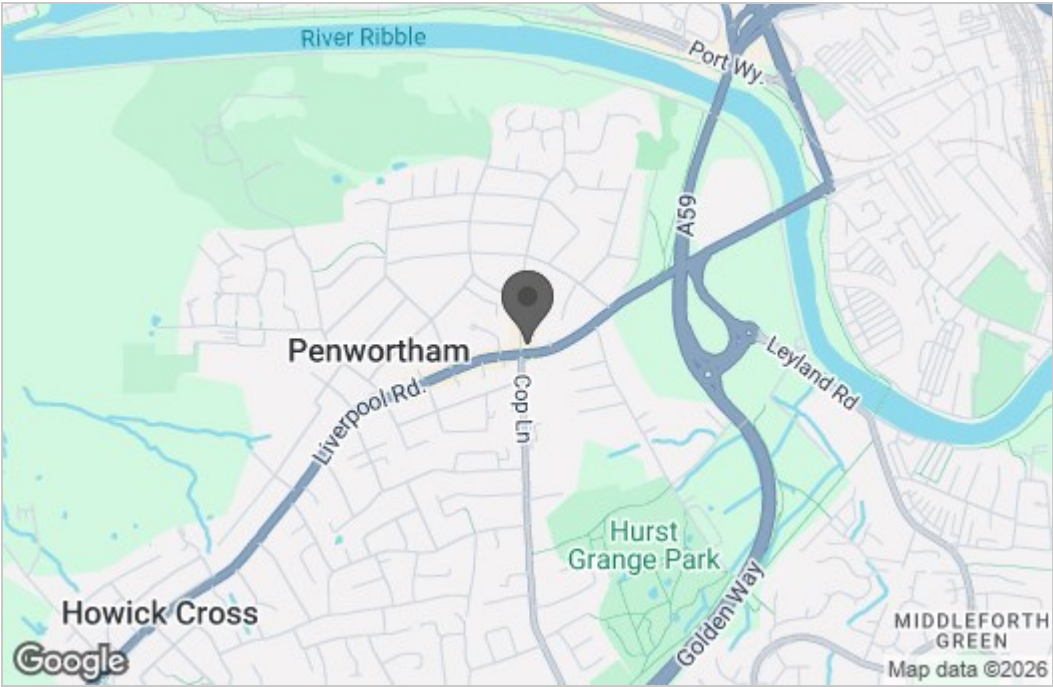 River Ribble
Port Wy.
A59
Penwortham
Liverpool Rd.
Cop Ln
Leyland Rd
Hurst
Grange Park
Golden Way
Howick Cross
MIDDLEFORTH
GREEN
Google
Map data ©2026